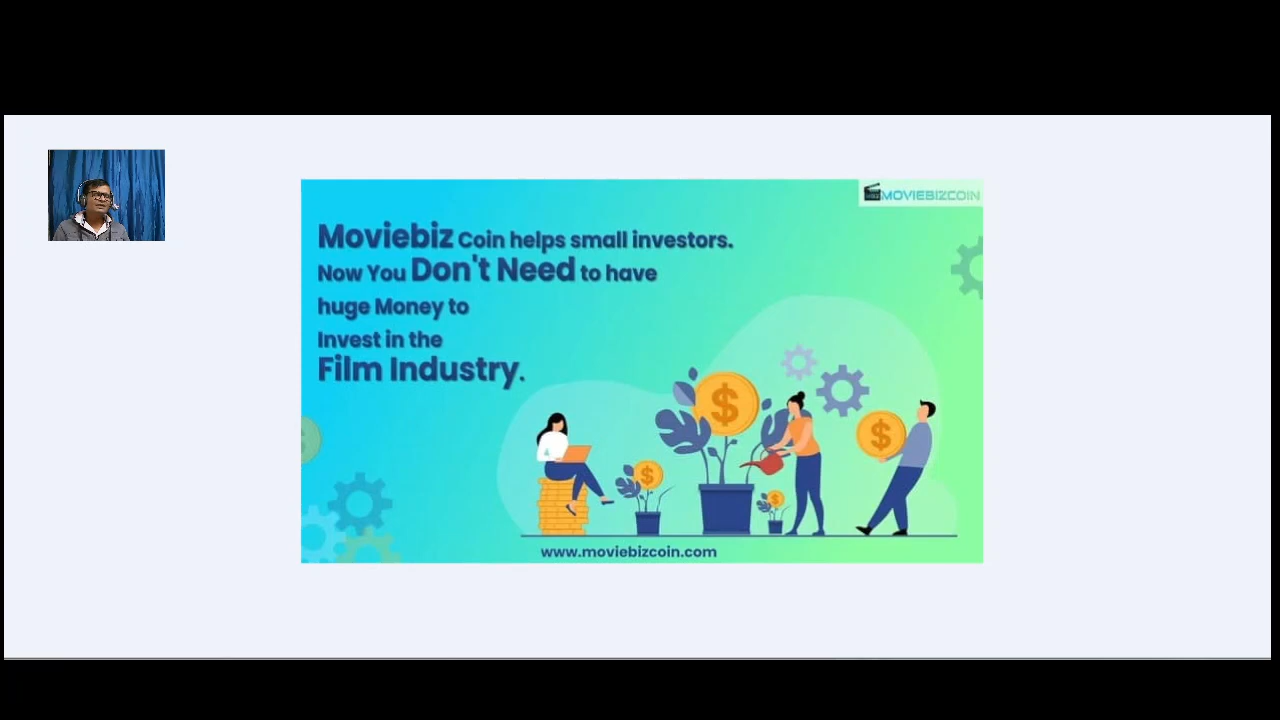 MOVIEBIZCOIN
Moviebiz Coin helps small investors.
Now You Don't Need to have
huge Money to
Invest in the
Film Industry.
www.moviebizcoin.com